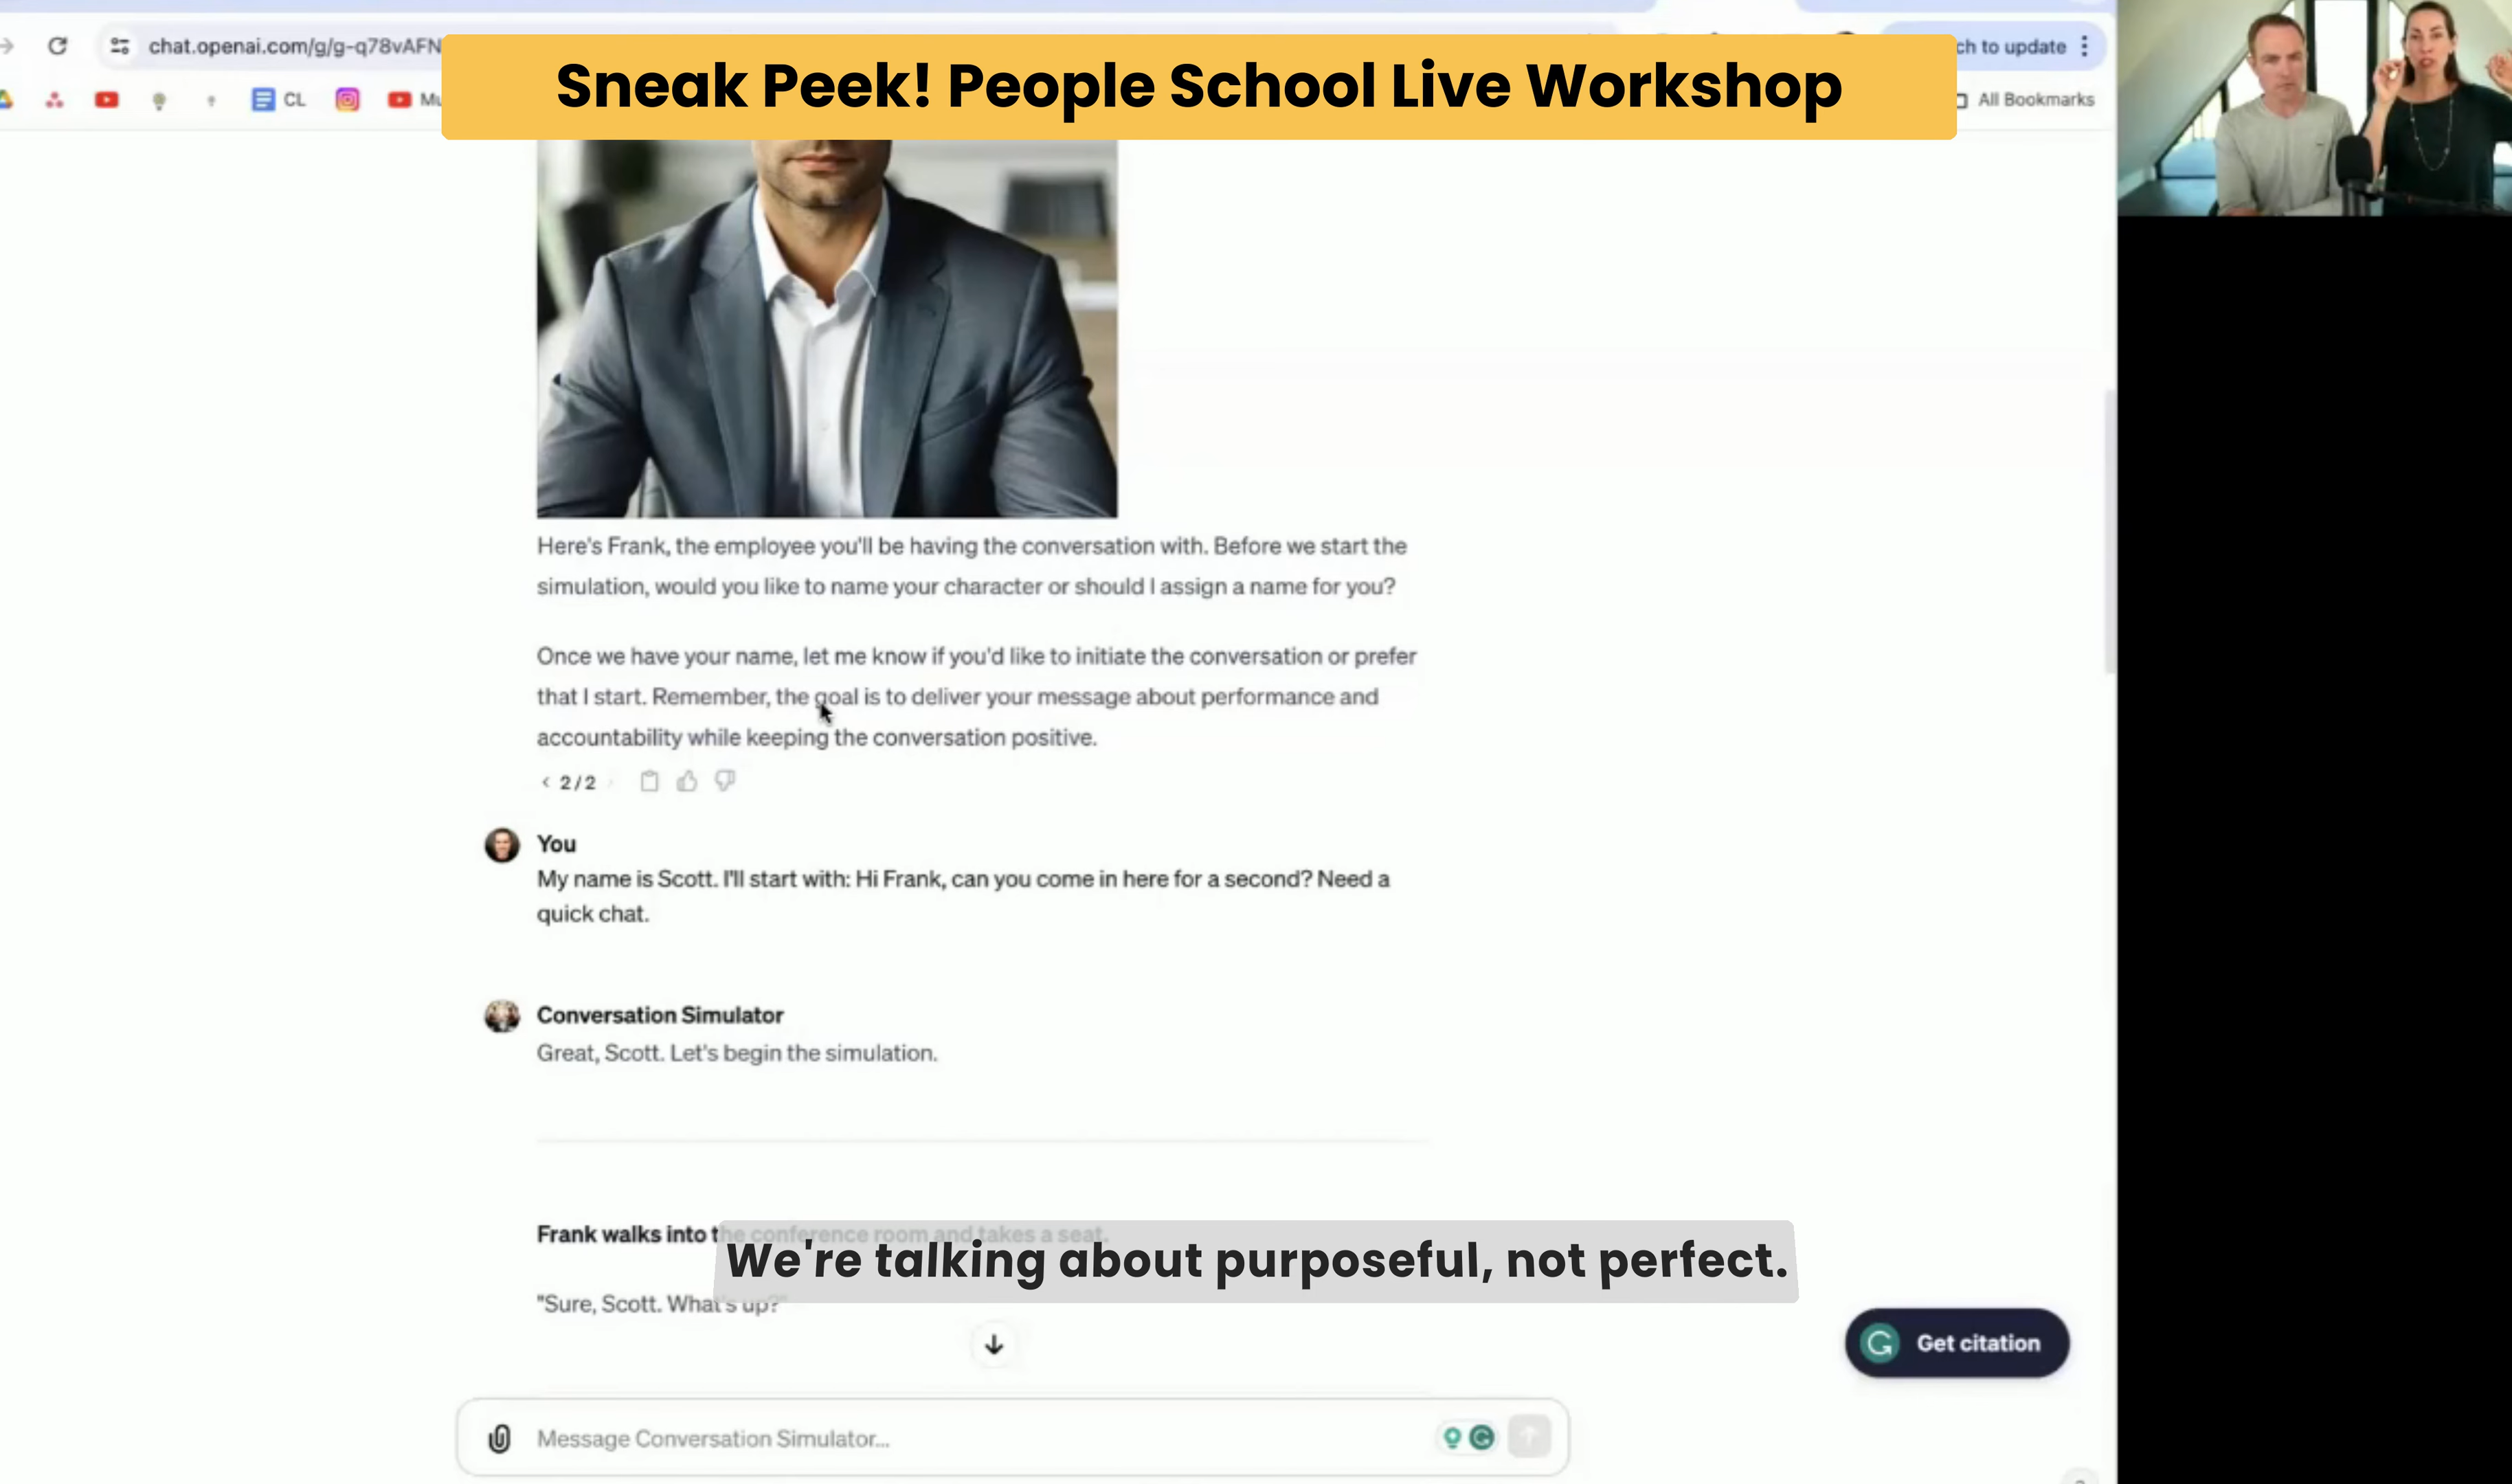 chat.openai.com/g/g-q78vAFN
ch to update
Sneak Peek! People School Live Workshop
CL
All Bookmarks
Here's Frank, the employee you'll be having the conversation with. Before we start the
simulation, would you like to name your character or should I assign a name for you?
Once we have your name, let me know if you'd like to initiate the conversation or prefer
that I start. Remember, the goal is to deliver your message about performance and
accountability while keeping the conversation positive.
2/2
You
My name is Scott. I'll start with: Hi Frank, can you come in here for a second? Need a
quick chat.
Conversation Simulator
Great, Scott. Let's begin the simulation.
Frank walks into the conference room and takes a seat.
We're talking about purposeful, not perfect.
"Sure, Scott. What's up?"
Get citation
Message Conversation Simulator...